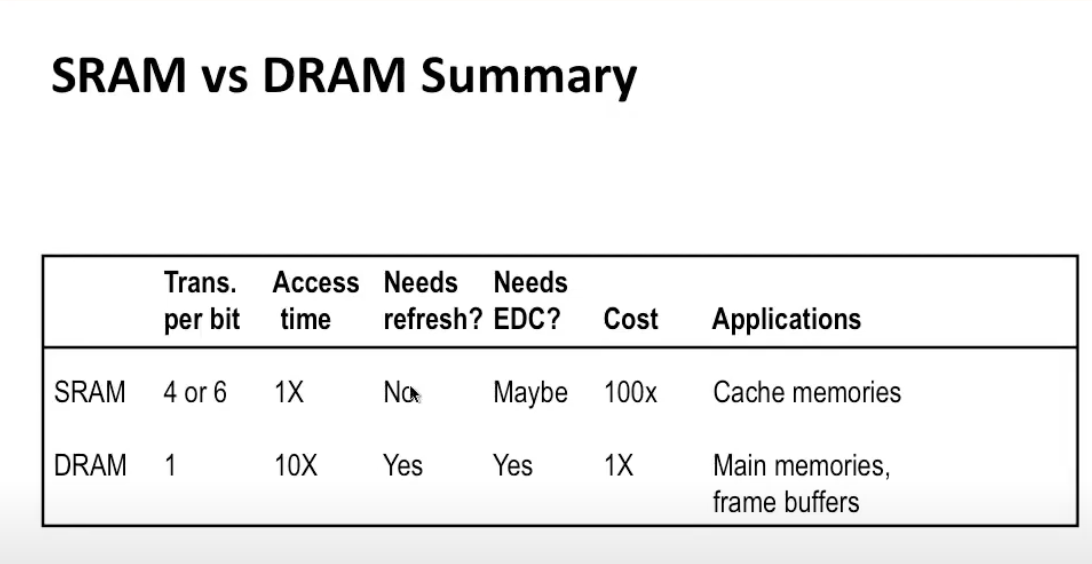 SRAM vs DRAM Summary
Trans. Access Needs Needs
per bit time refresh? EDC? Cost Applications
SRAM 4 or 6 1X No Maybe 100x Cache memories
DRAM 1 10X Yes Yes 1X Main memories,
frame buffers